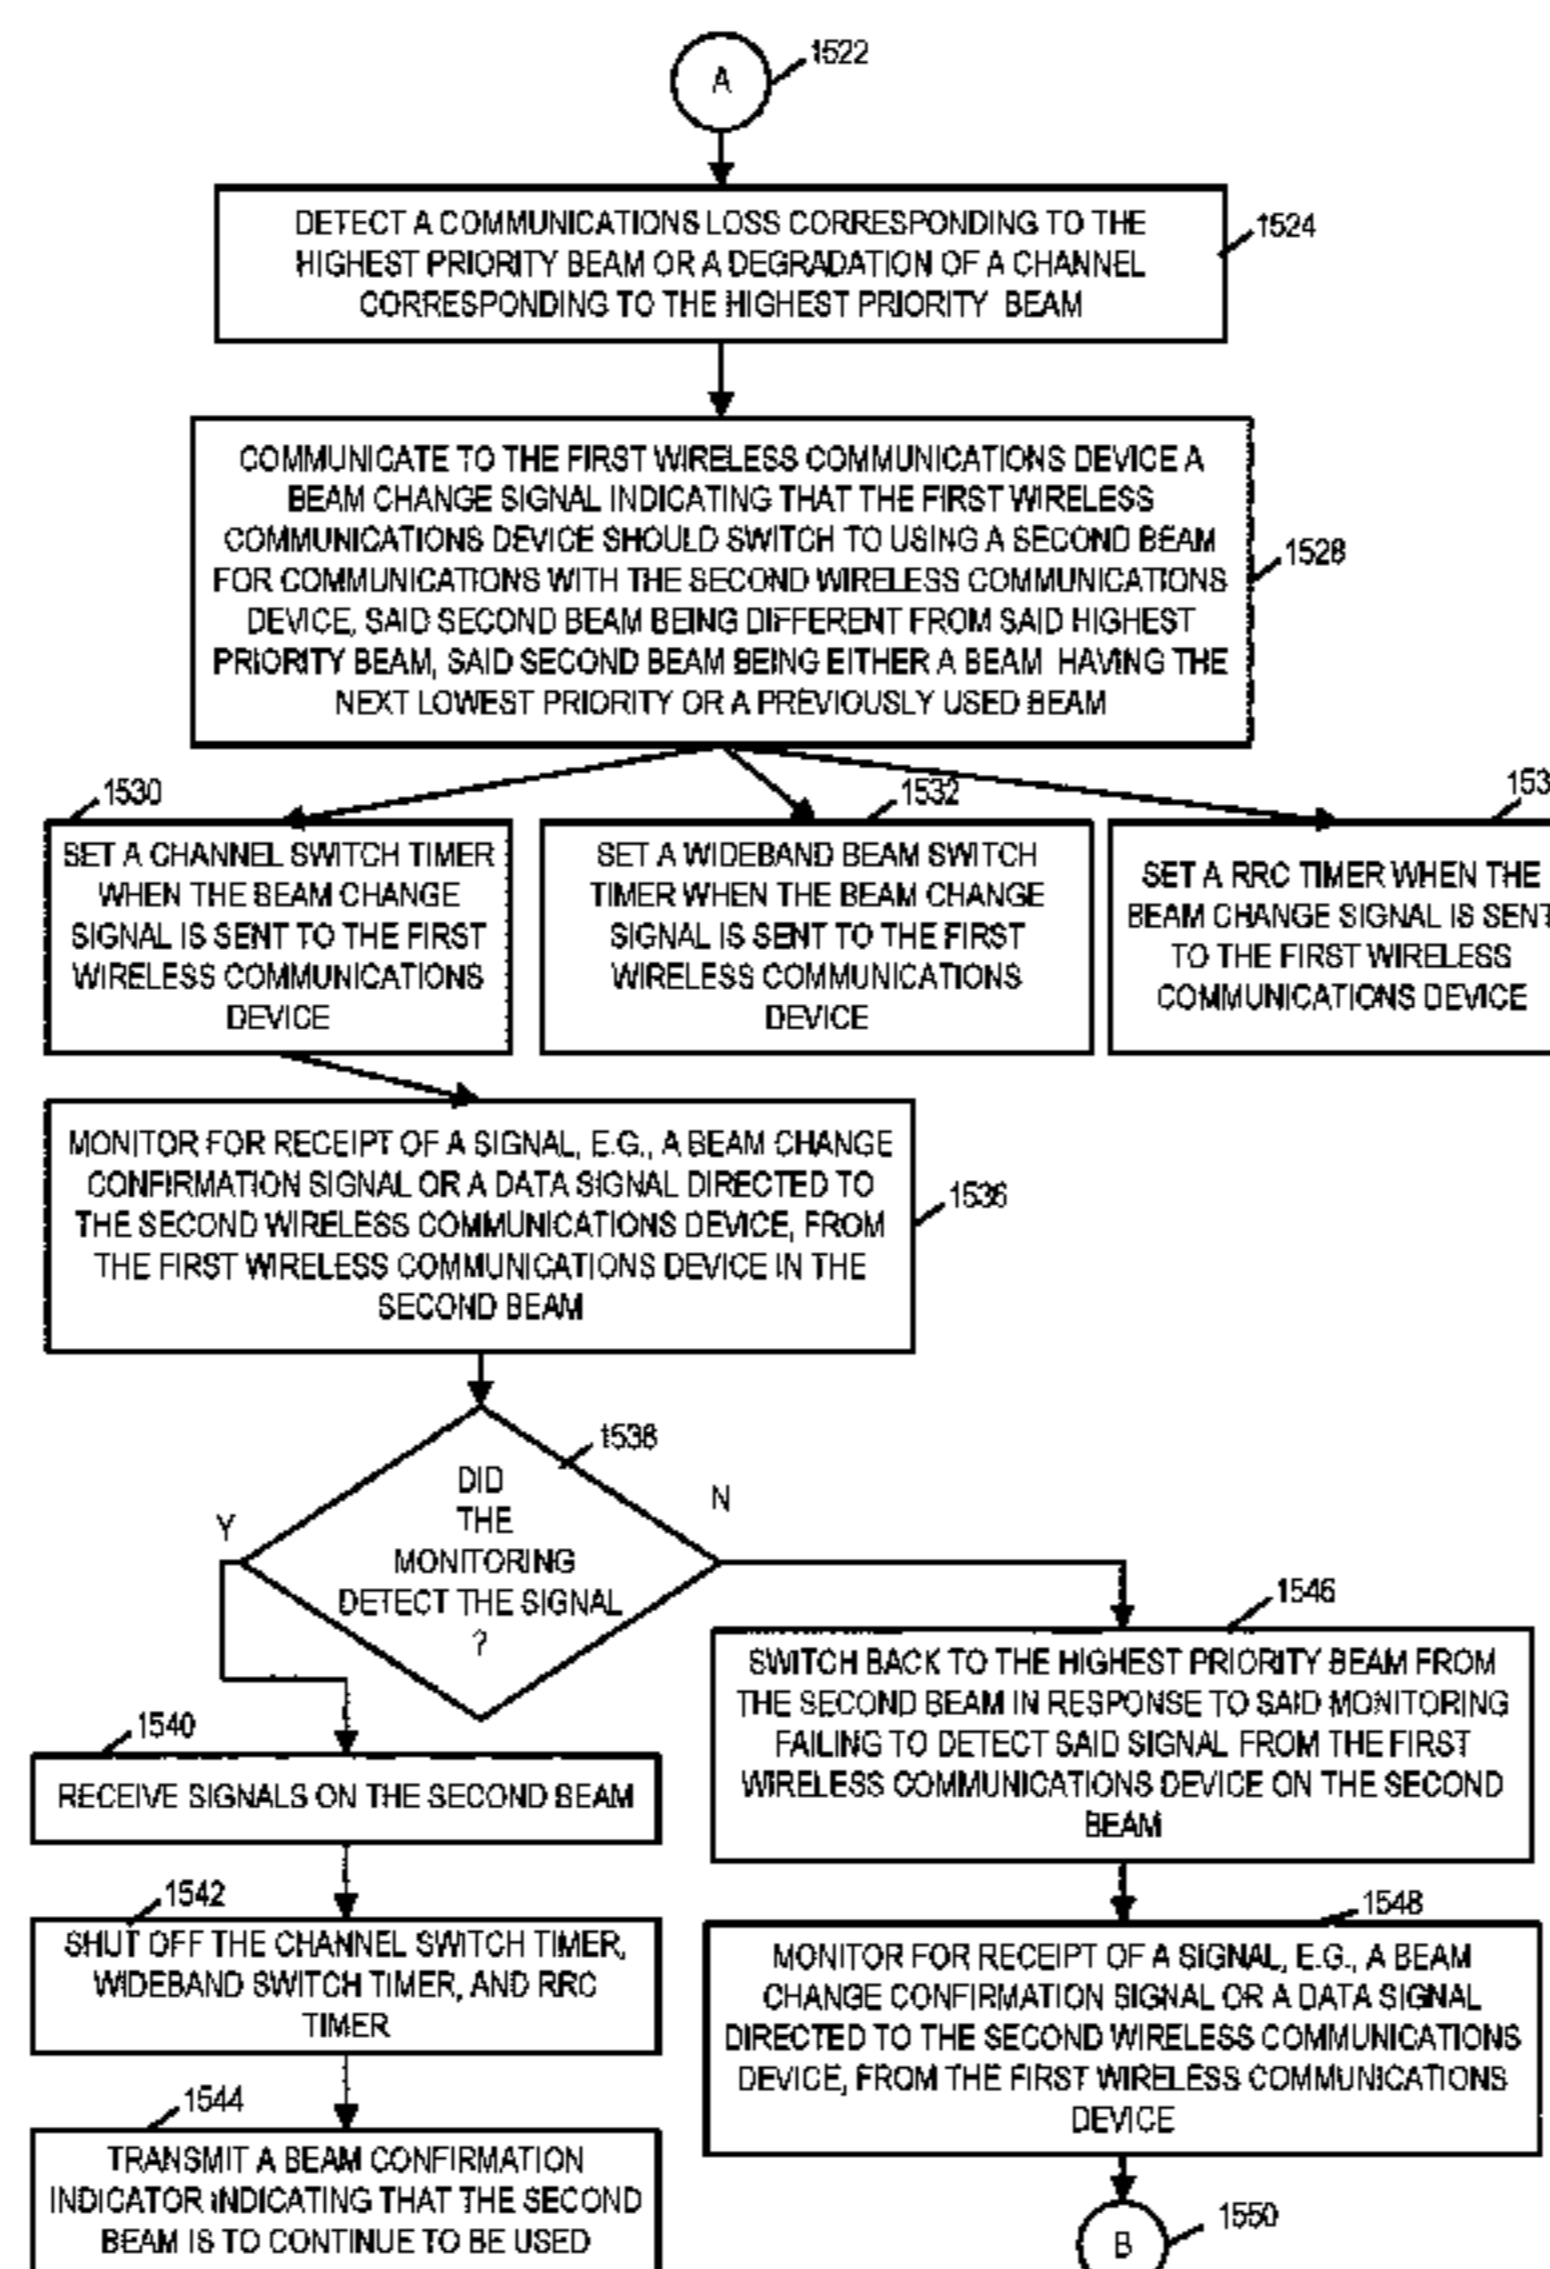 A
1522
DETECT A COMMUNICATIONS LOSS CORRESPONDING TO THE
HIGHEST PRIORITY BEAM OR A DEGRADATION OF A CHANNEL
CORRESPONDING TO THE HIGHEST PRIORITY BEAM
1524
COMMUNICATE TO THE FIRST WIRELESS COMMUNICATIONS DEVICE A
BEAM CHANGE SIGNAL INDICATING THAT THE FIRST WIRELESS
COMMUNICATIONS DEVICE SHOULD SWITCH TO USING A SECOND BEAM
FOR COMMUNICATIONS WITH THE SECOND WIRELESS COMMUNICATIONS
DEVICE, SAID SECOND BEAM BEING DIFFERENT FROM SAID HIGHEST
PRIORITY BEAM, SAID SECOND BEAM BEING EITHER A BEAM HAVING THE
NEXT LOWEST PRIORITY OR A PREVIOUSLY USED BEAM
1528
1530
SET A CHANNEL SWITCH TIMER
WHEN THE BEAM CHANGE
SIGNAL IS SENT TO THE FIRST
WIRELESS COMMUNICATIONS
DEVICE
1532
SET A WIDEBAND BEAM SWITCH
TIMER WHEN THE BEAM CHANGE
SIGNAL IS SENT TO THE FIRST
WIRELESS COMMUNICATIONS
DEVICE
153
SET A RRC TIMER WHEN THE
BEAM CHANGE SIGNAL IS SENT
TO THE FIRST WIRELESS
COMMUNICATIONS DEVICE
MONITOR FOR RECEIPT OF A SIGNAL, E.G., A BEAM CHANGE
CONFIRMATION SIGNAL OR A DATA SIGNAL DIRECTED TO
THE SECOND WIRELESS COMMUNICATIONS DEVICE, FROM
THE FIRST WIRELESS COMMUNICATIONS DEVICE IN THE
SECOND BEAM
1536
1538
DID
THE
MONITORING
DETECT THE SIGNAL
?
Y
N
1540
RECEIVE SIGNALS ON THE SECOND BEAM
1542
SHUT OFF THE CHANNEL SWITCH TIMER,
WIDEBAND SWITCH TIMER, AND RRC
TIMER
1544
TRANSMIT A BEAM CONFIRMATION
INDICATOR INDICATING THAT THE SECOND
BEAM IS TO CONTINUE TO BE USED
1546
SWITCH BACK TO THE HIGHEST PRIORITY BEAM FROM
THE SECOND BEAM IN RESPONSE TO SAID MONITORING
FAILING TO DETECT SAID SIGNAL FROM THE FIRST
WIRELESS COMMUNICATIONS DEVICE ON THE SECOND
BEAM
1548
MONITOR FOR RECEIPT OF A SIGNAL, E.G., A BEAM
CHANGE CONFIRMATION SIGNAL OR A DATA SIGNAL
DIRECTED TO THE SECOND WIRELESS COMMUNICATIONS
DEVICE, FROM THE FIRST WIRELESS COMMUNICATIONS
DEVICE
B
1550